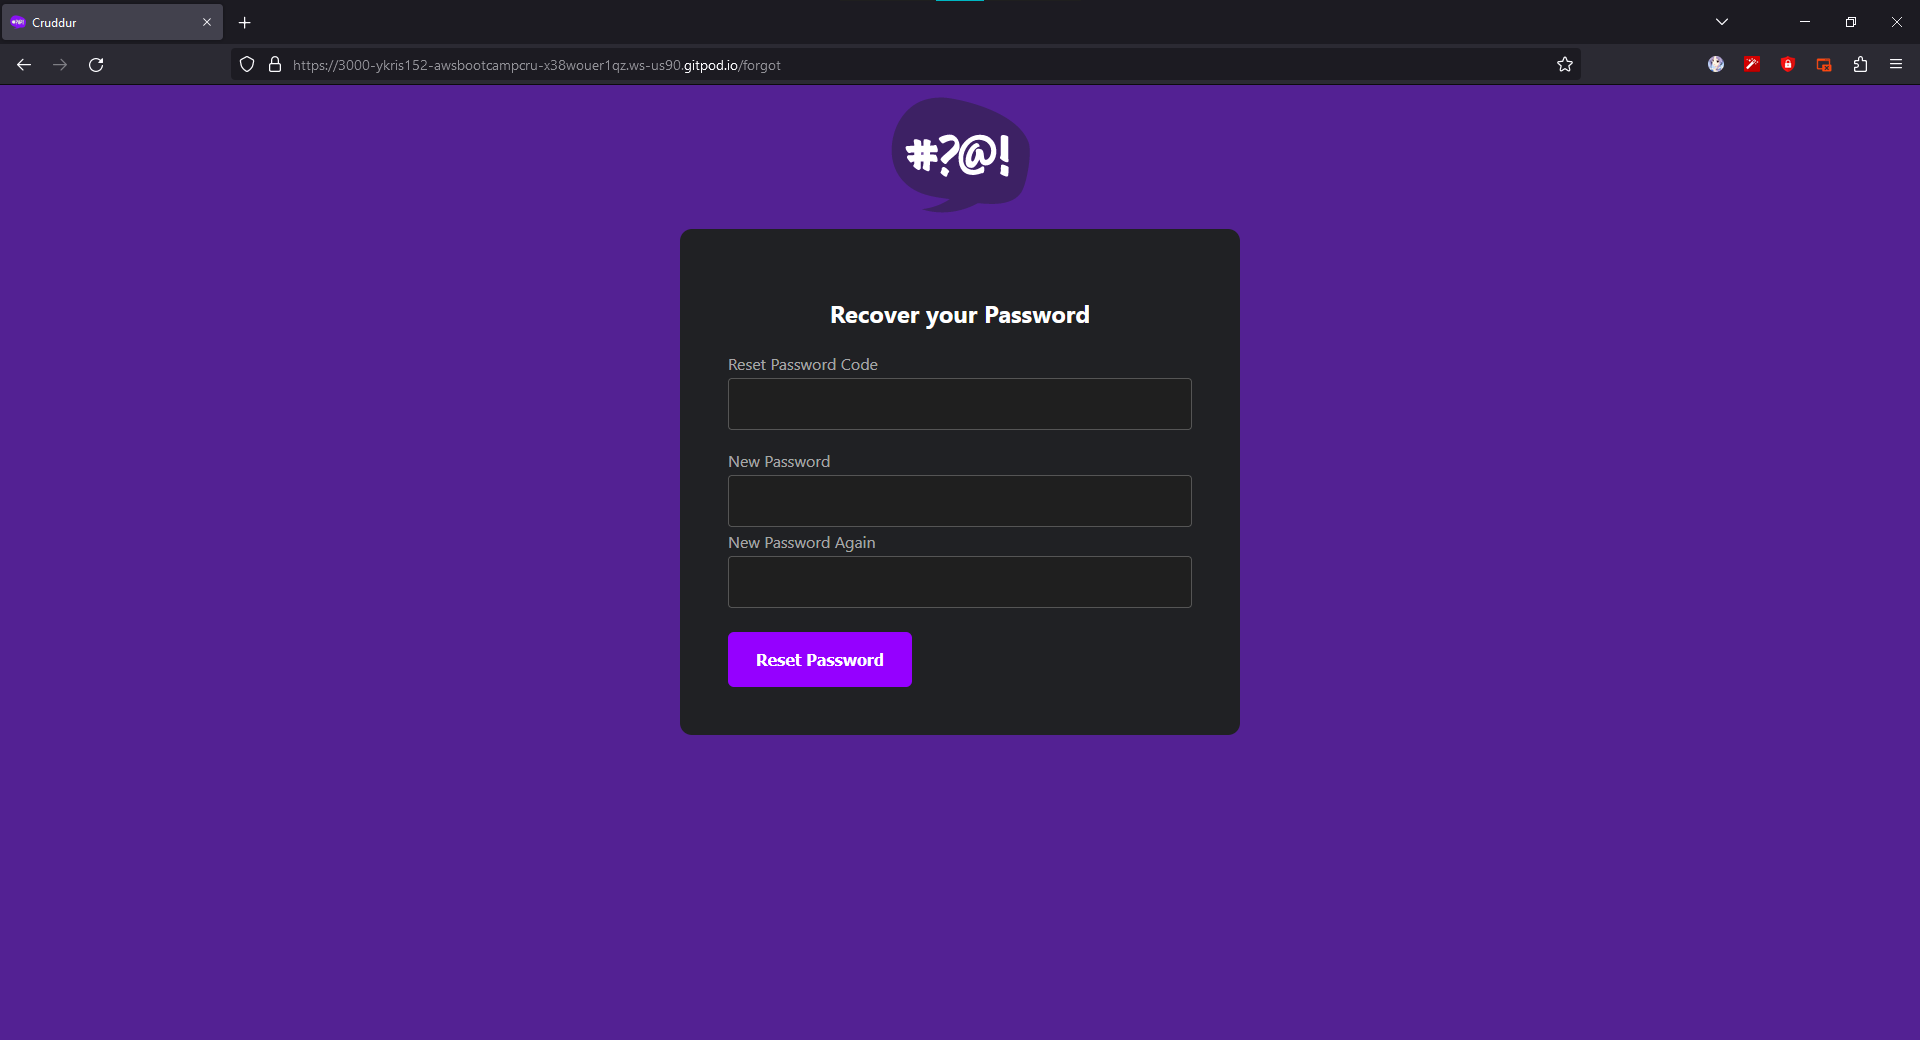 Cruddur
https://3000-ykris152-awsbootcampcru-x38wouer1qz.ws-us90.gitpod.io/forgot
#?@!
Recover your Password
Reset Password Code
New Password
New Password Again
Reset Password